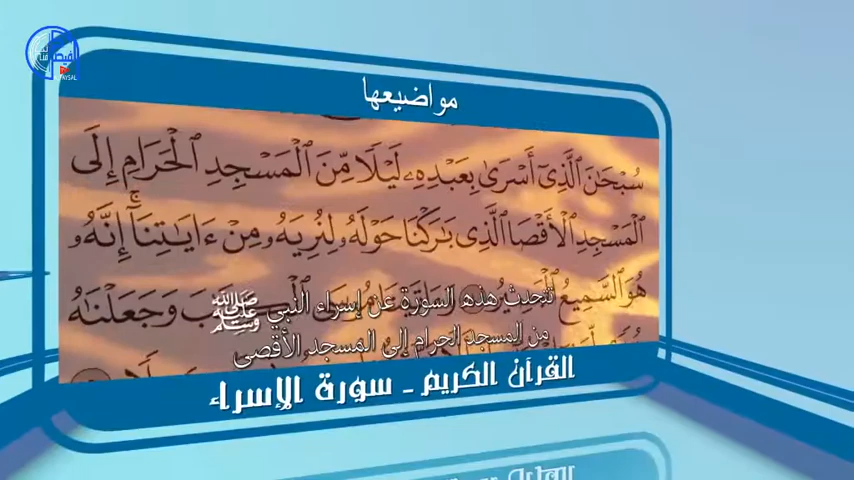 مواضيعها
سُبْحَٰنَ ٱلَّذِىٓ أَسْرَىٰ بِعَبْدِهِۦ لَيْلًا مِّنَ ٱلْمَسْجِدِ ٱلْحَرَامِ إِلَى
ٱلْمَسْجِدِ ٱلْأَقْصَا ٱلَّذِى بَٰرَكْنَا حَوْلَهُۥ لِنُرِيَهُۥ مِنْ ءَايَٰتِنَآ ۚ إِنَّهُۥ
هُوَ ٱلسَّمِيعُ وَجَعَلْنَٰهُ
تتحدث هذه السورة عن إسراء النبي ﷺ
من المسجد الحرام إلى المسجد الأقصى
القرآن الكريم - سورة الإسراء